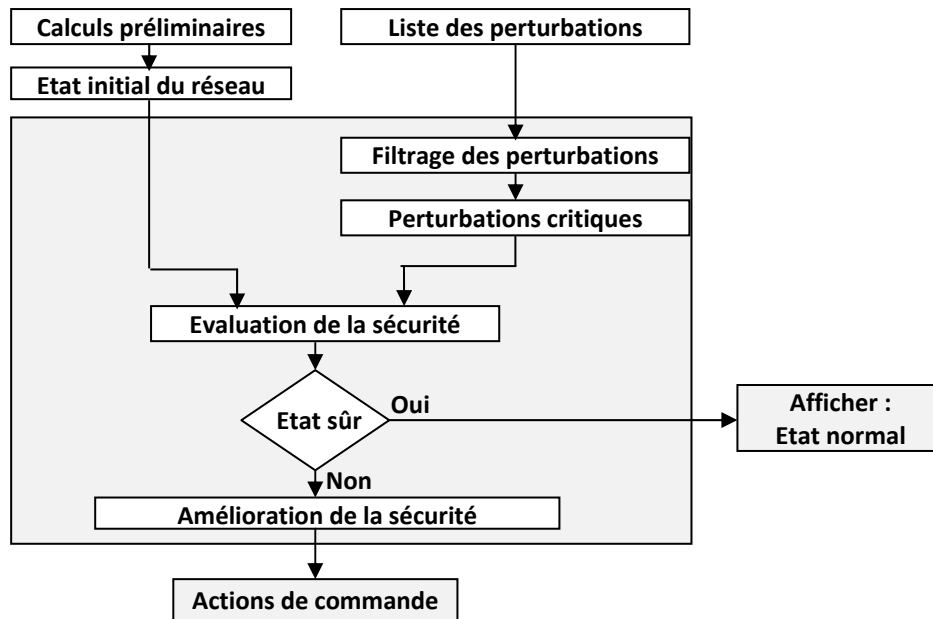 Calculs préliminaires
Liste des perturbations
Etat initial du réseau
Filtrage des perturbations
Perturbations critiques
Evaluation de la sécurité
Etat sûr
Oui
Afficher :
Etat normal
Non
Amélioration de la sécurité
Actions de commande